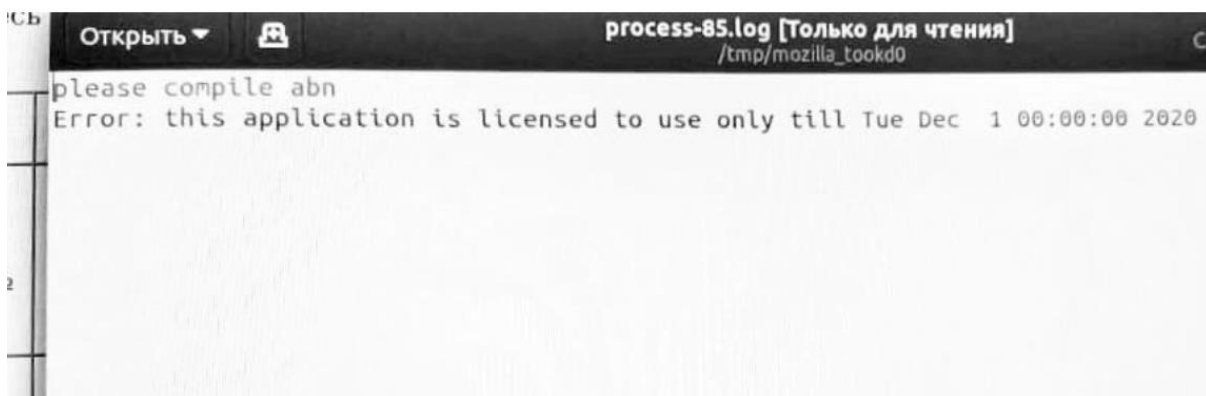 сь
Открыть
process-85.log [Только для чтения]
/tmp/mozilla_tookd0
please compile abn
Error: this application is licensed to use only till Tue Dec  1 00:00:00 2020